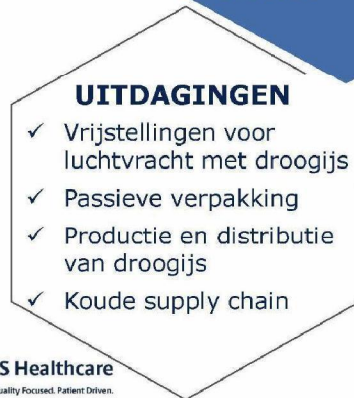 UITDAGINGEN
✓ Vrijstellingen voor
luchtvracht met droogijs
✓ Passieve verpakking
✓ Productie en distributie
van droogijs
✓ Koude supply chain
S Healthcare
uality Focused. Patient Driven.